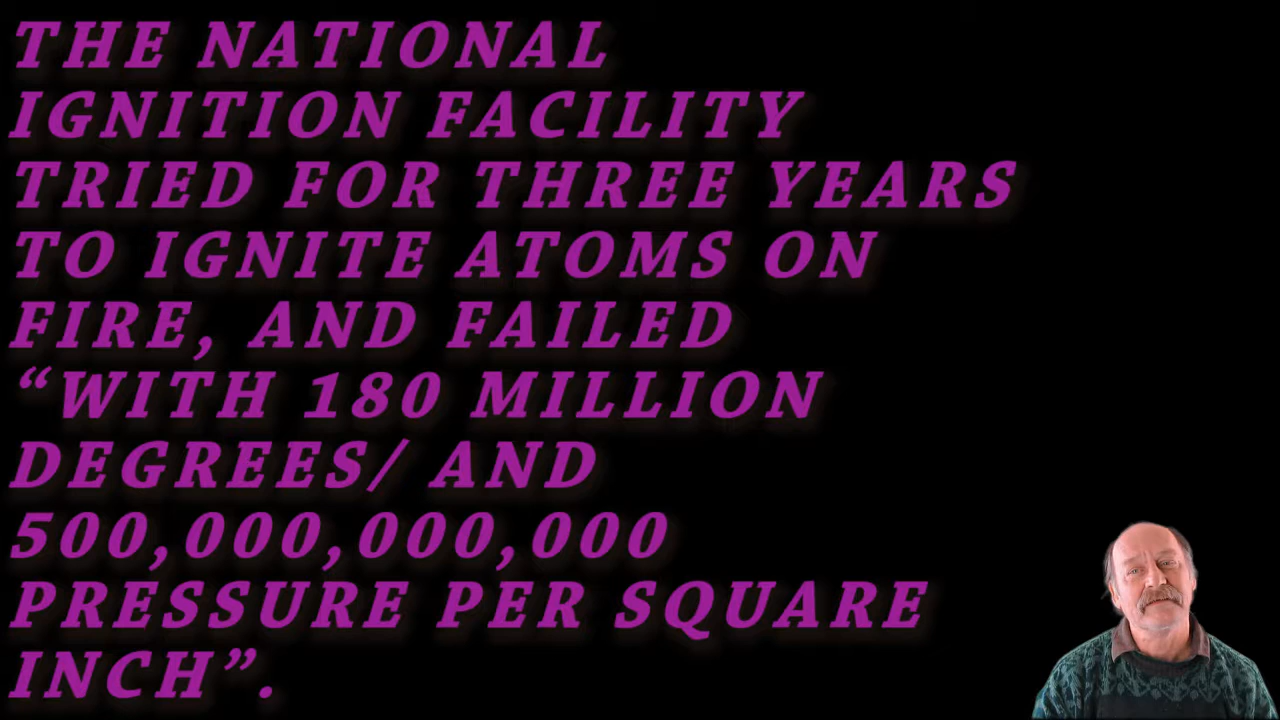 THE NATIONAL
IGNITION FACILITY
TRIED FOR THREE YEARS
TO IGNITE ATOMS ON
FIRE, AND FAILED
“WITH 180 MILLION
DEGREES/ AND
500,000,000,000
PRESSURE PER SQUARE
INCH”.